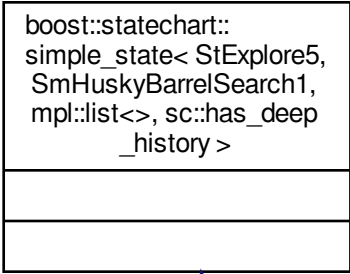 boost::statechart::
simple_state< StExplore5,
SmHuskyBarrelSearch1,
mpl::list<>, sc::has_deep
_history >